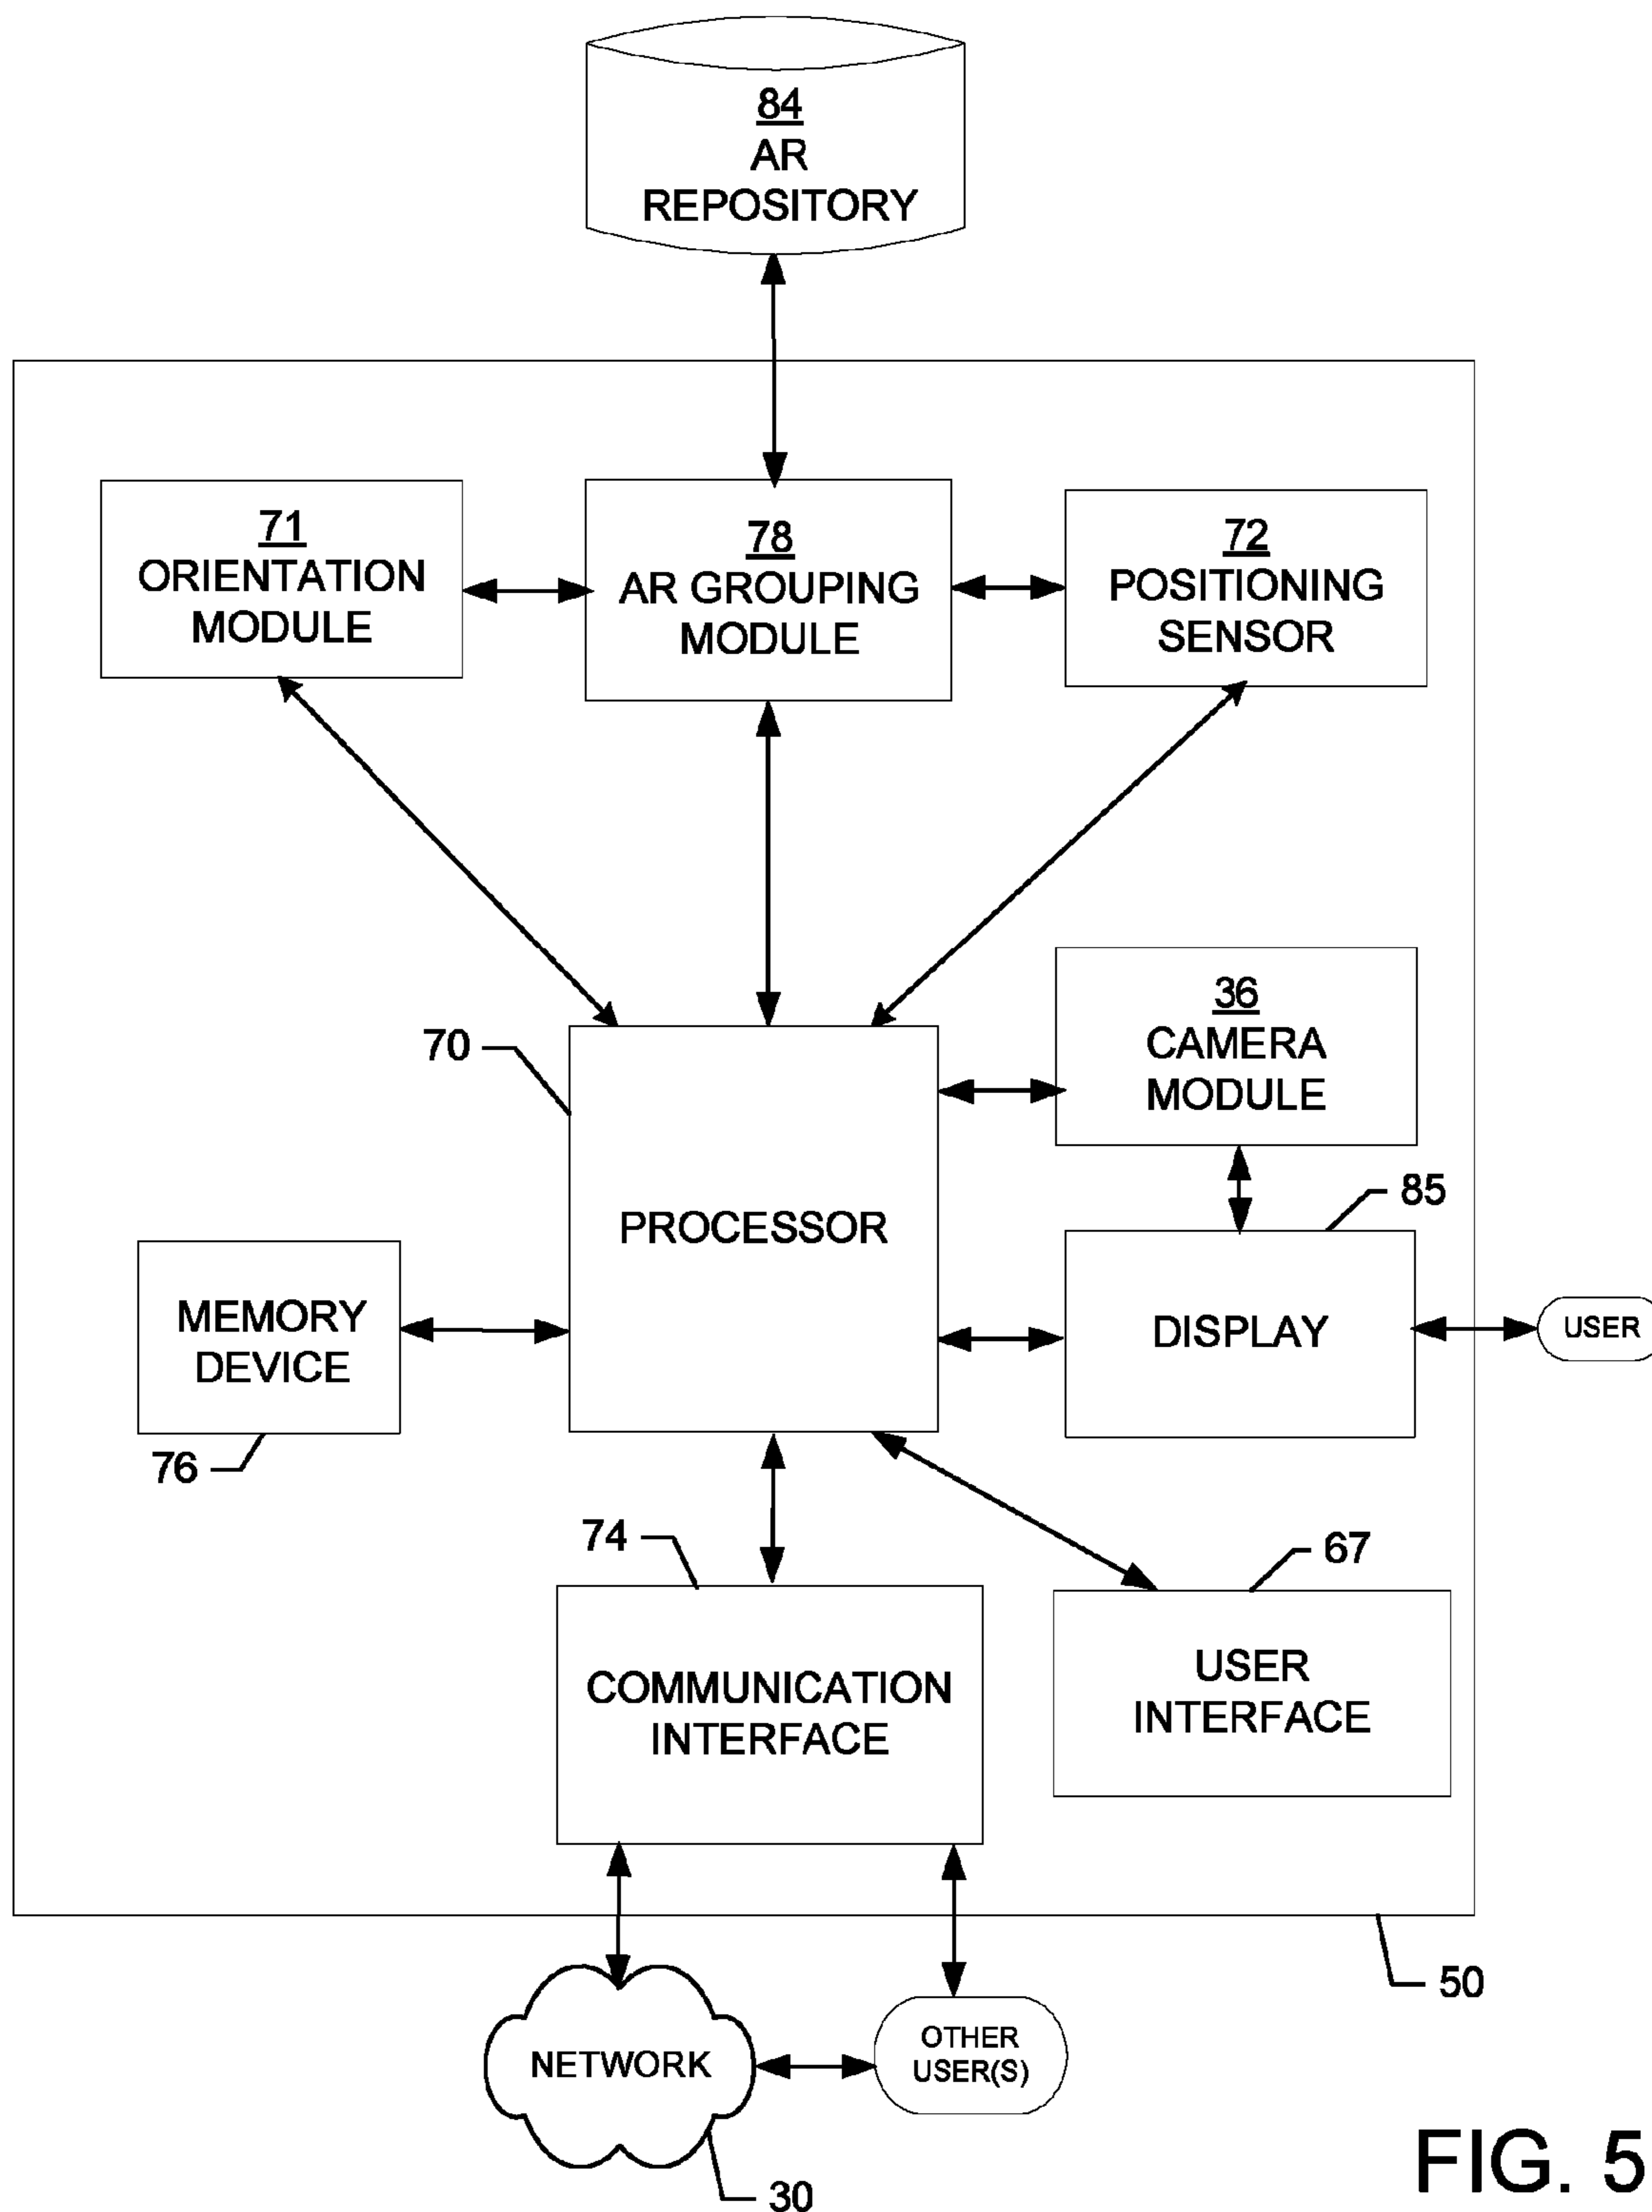 84
AR
REPOSITORY
71
ORIENTATION
MODULE
78
AR GROUPING
MODULE
72
POSITIONING
SENSOR
70
PROCESSOR
36
CAMERA
MODULE
85
DISPLAY
USER
MEMORY
DEVICE
76
74
COMMUNICATION
INTERFACE
67
USER
INTERFACE
50
NETWORK
30
OTHER
USER(S)
FIG. 5